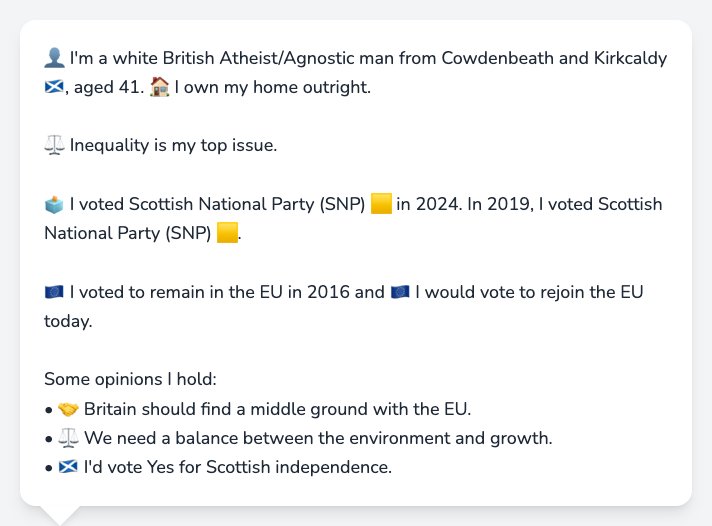 👤 I'm a white British Atheist/Agnostic man from Cowdenbeath and Kirkcaldy
🏴󠁧󠁢󠁳󠁣󠁴󠁿, aged 41. 🏠 I own my home outright.
⚖️ Inequality is my top issue.
🗳️ I voted Scottish National Party (SNP) 🟨 in 2024. In 2019, I voted Scottish
National Party (SNP) 🟨.
🇪🇺 I voted to remain in the EU in 2016 and 🇪🇺 I would vote to rejoin the EU
today.
Some opinions I hold:
• 🤝 Britain should find a middle ground with the EU.
• ⚖️ We need a balance between the environment and growth.
• 🏴󠁧󠁢󠁳󠁣󠁴󠁿 I'd vote Yes for Scottish independence.